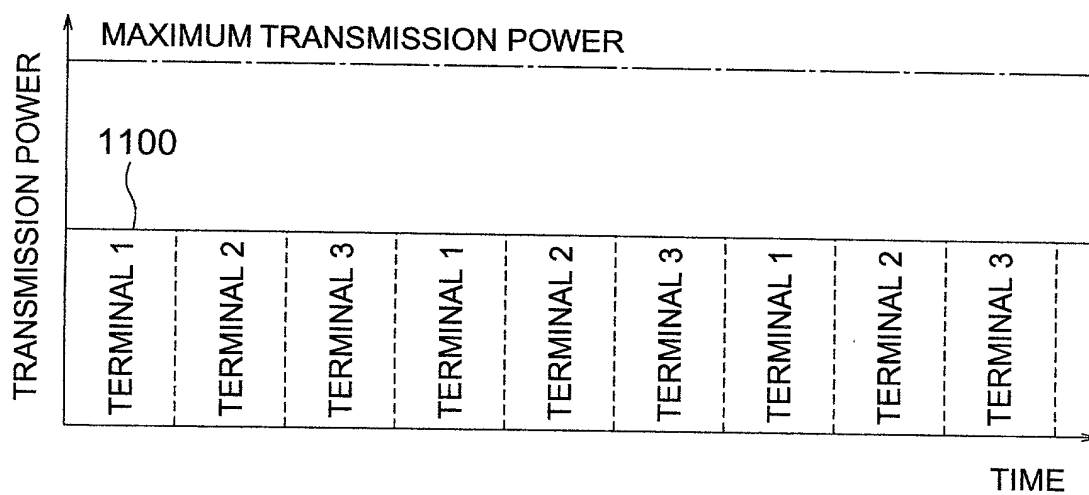 MAXIMUM TRANSMISSION POWER
TRANSMISSION POWER
1100
TERMINAL 1
TERMINAL 2
TERMINAL 3
TERMINAL 1
TERMINAL 2
TERMINAL 3
TERMINAL 1
TERMINAL 2
TERMINAL 3
TIME